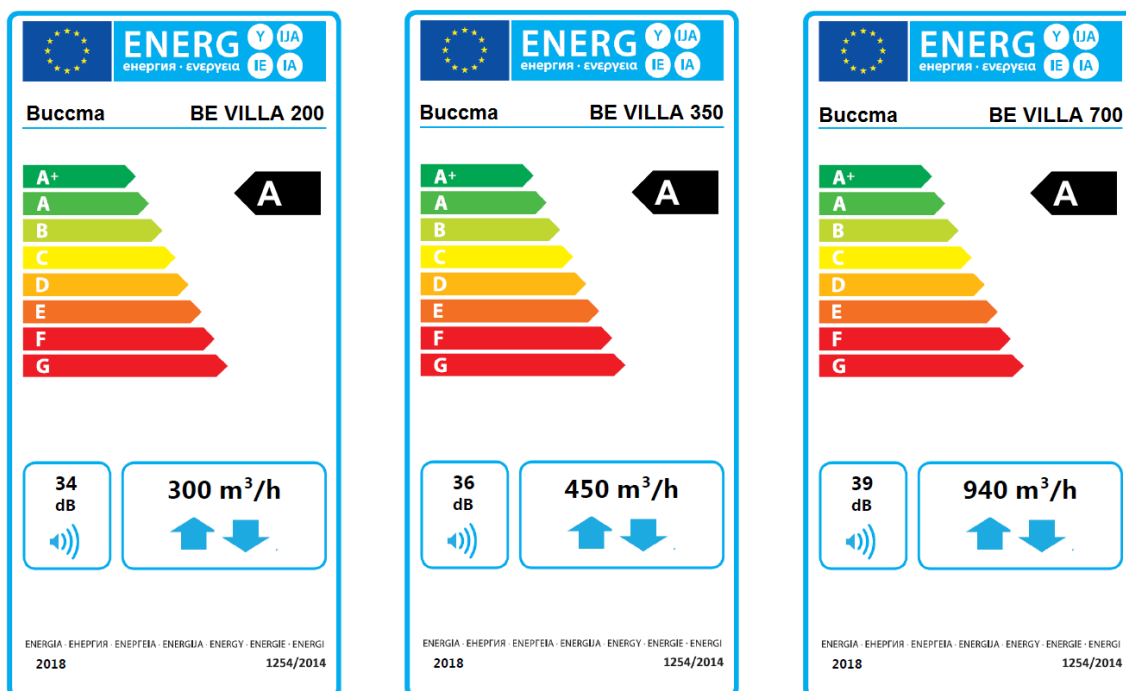 ENERG Y IJA
енергия · ενεργεια IE IA
Buccma BE VILLA 200
A+
A
A
B
C
D
E
F
G
34
dB
300 m³/h
ENERGIA · ЕНЕРГИЯ · ΕΝΕΡΓΕΙΑ · ENERGIJA · ENERGY · ENERGIE · ENERGI
2018 1254/2014
ENERG Y IJA
енергия · ενεργεια IE IA
Buccma BE VILLA 350
A+
A
A
B
C
D
E
F
G
36
dB
450 m³/h
ENERGIA · ЕНЕРГИЯ · ΕΝΕΡΓΕΙΑ · ENERGIJA · ENERGY · ENERGIE · ENERGI
2018 1254/2014
ENERG Y IJA
енергия · ενεργεια IE IA
Buccma BE VILLA 700
A+
A
A
B
C
D
E
F
G
39
dB
940 m³/h
ENERGIA · ЕНЕРГИЯ · ΕΝΕΡΓΕΙΑ · ENERGIJA · ENERGY · ENERGIE · ENERGI
2018 1254/2014